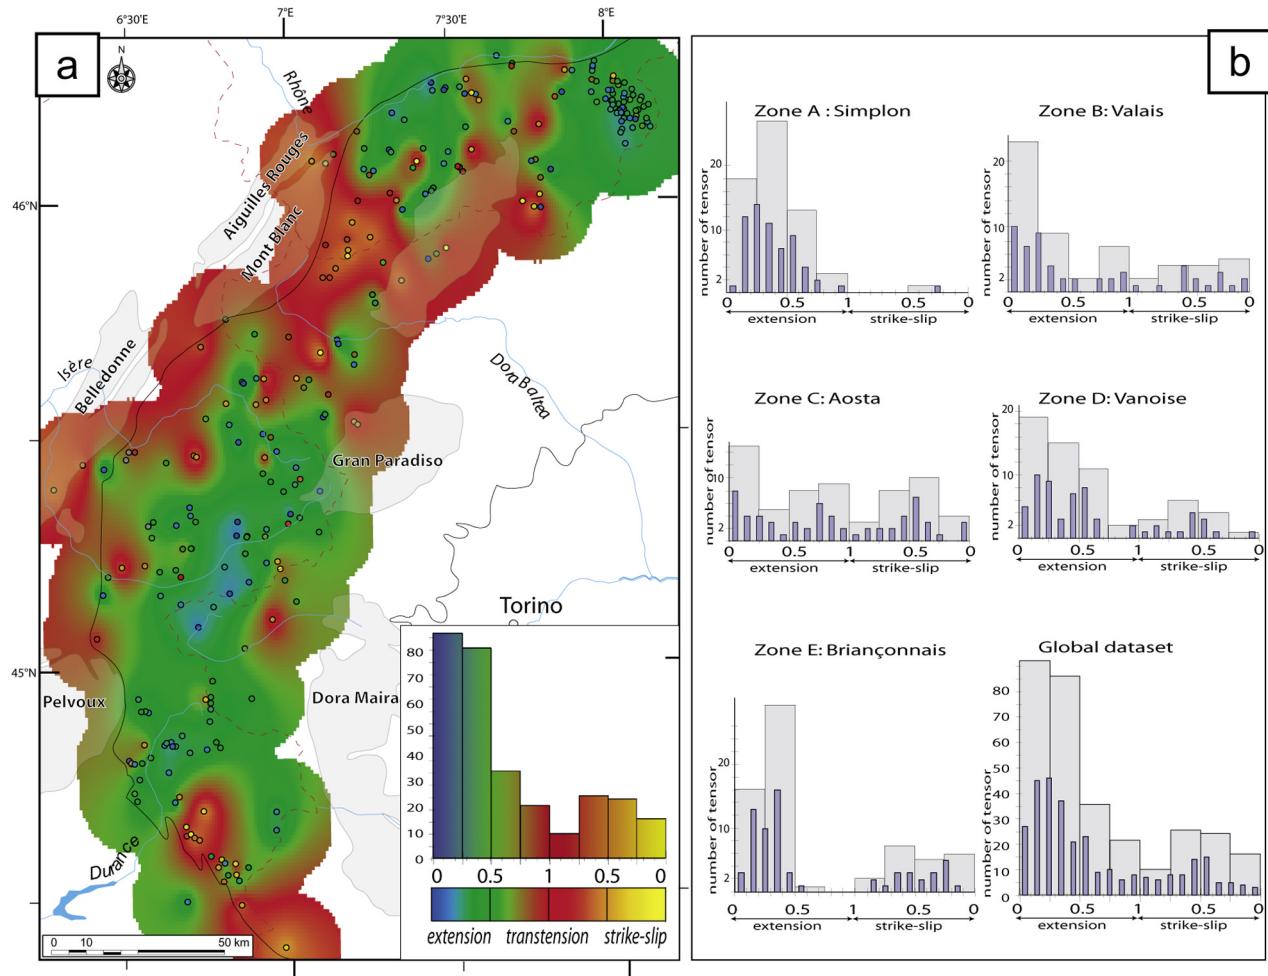 a
6°30'E
7°E
7°30'E
8°E
N
Rhône
Aiguilles Rouges
46°N
Mont Blanc
Isère
Belledonne
Dora Baltea
Gran Paradiso
Torino
45°N
Pelvoux
Dora Maira
Durance
0 10 50 km
80
70
60
50
40
30
20
10
0
0 0.5 1 0.5 0
extension transtension strike-slip
b
Zone A : Simplon
number of tensor
20
10
2
0 0.5 1 0.5 0
extension strike-slip
Zone B: Valais
number of tensor
20
10
2
0 0.5 1 0.5 0
extension strike-slip
Zone C: Aosta
number of tensor
10
2
0 0.5 1 0.5 0
extension strike-slip
Zone D: Vanoise
number of tensor
20
10
2
0 0.5 1 0.5 0
extension strike-slip
Zone E: Briançonnais
number of tensor
20
2
0 0.5 1 0.5 0
extension strike-slip
Global dataset
number of tensor
80
70
60
50
40
30
20
10
0
0 0.5 1 0.5 0
extension strike-slip